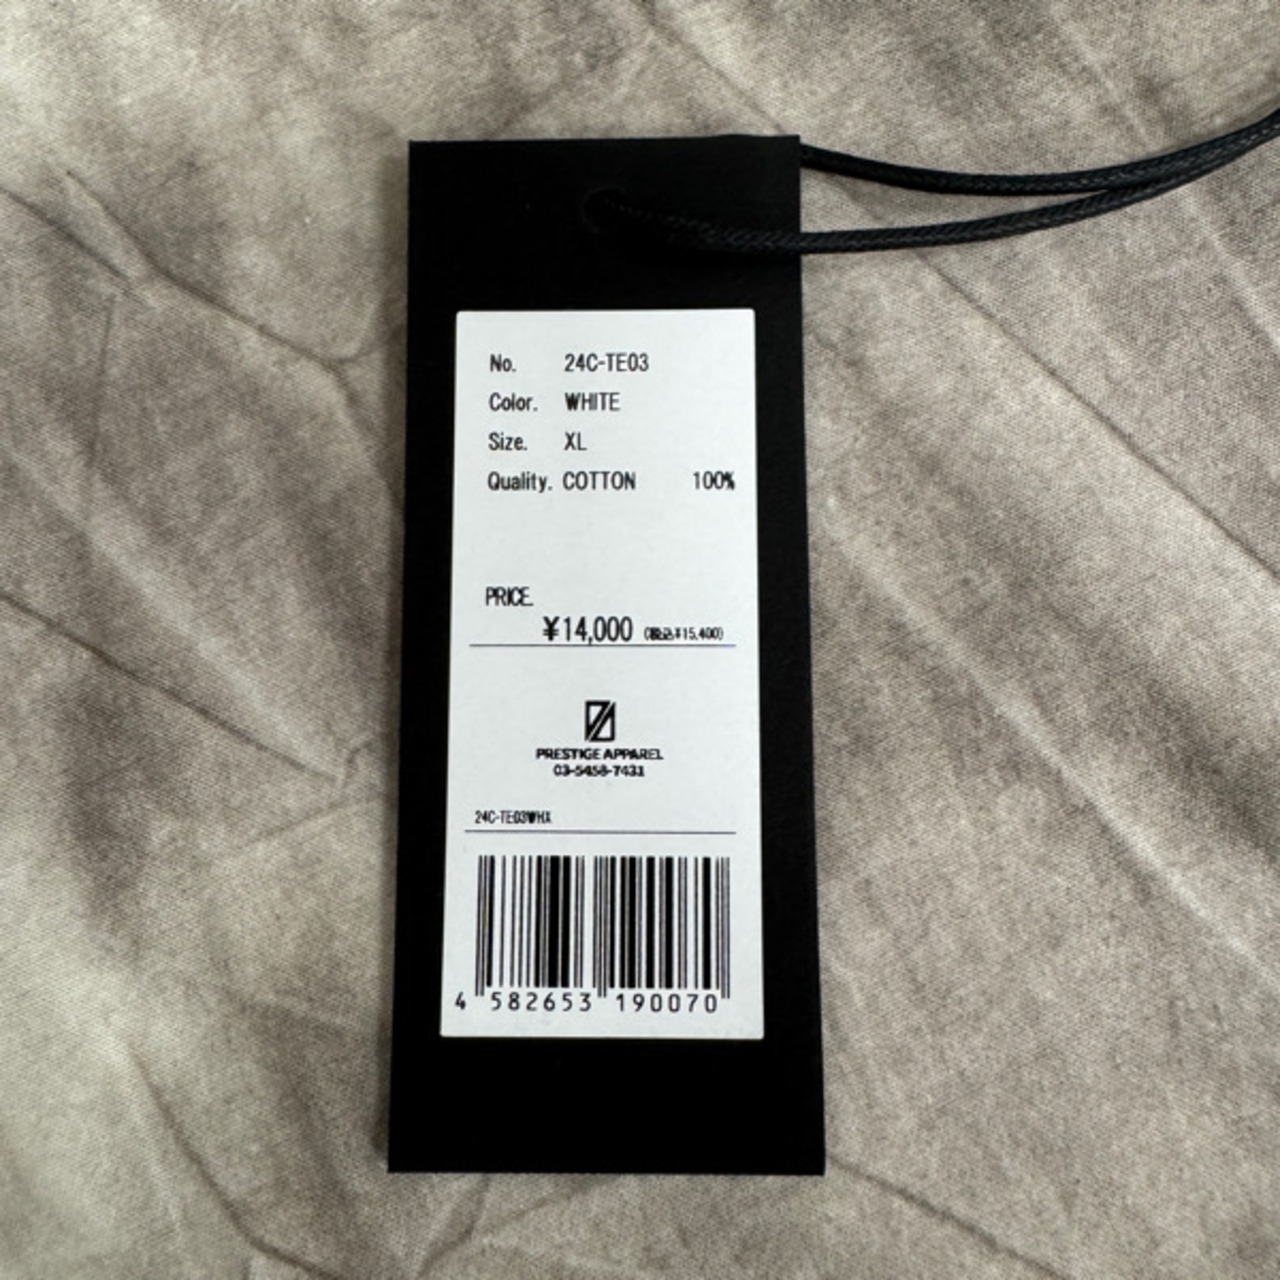 No. 24C-TE03
Color. WHITE
Size. XL
Quality. COTTON 100%
PRICE.
¥14,000 (税込¥15,400)
PRESTIGE APPAREL
03-5458-7431
24C-TE03WHX
4 582653 190070